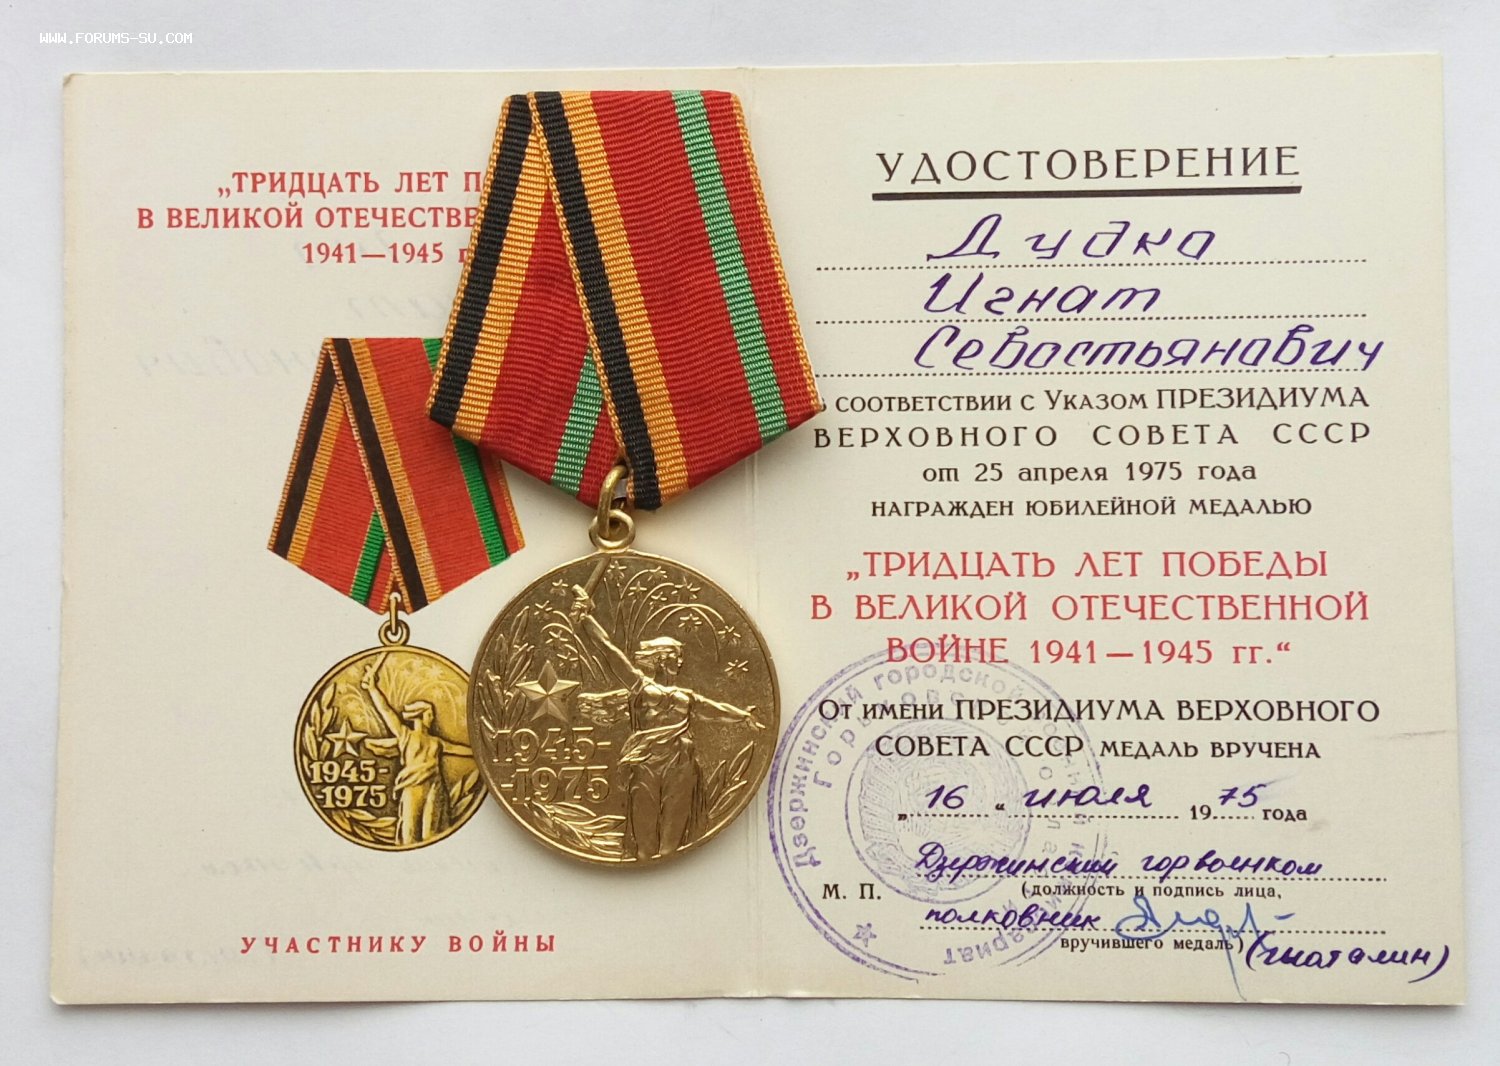 WWW.FORUMS-SU.COM
„ТРИДЦАТЬ ЛЕТ П
В ВЕЛИКОЙ ОТЕЧЕСТВЕ
1941—1945 г
1945-
-1975
УЧАСТНИКУ ВОЙНЫ
1945-
-1975
УДОСТОВЕРЕНИЕ
Дудко
Игнат
Севостьянович
В СООТВЕТСТВИИ С УКАЗОМ ПРЕЗИДИУМА
ВЕРХОВНОГО СОВЕТА СССР
от 25 апреля 1975 года
НАГРАЖДЕН ЮБИЛЕЙНОЙ МЕДАЛЬЮ
„ТРИДЦАТЬ ЛЕТ ПОБЕДЫ
В ВЕЛИКОЙ ОТЕЧЕСТВЕННОЙ
ВОЙНЕ 1941—1945 гг.“
ОТ ИМЕНИ ПРЕЗИДИУМА ВЕРХОВНОГО
СОВЕТА СССР МЕДАЛЬ ВРУЧЕНА
„16“ июля 1975 года
Дзержинский горвоенком
М. П. (должность и подпись лица,
полковник
вручившего медаль)
Дзержинский городской